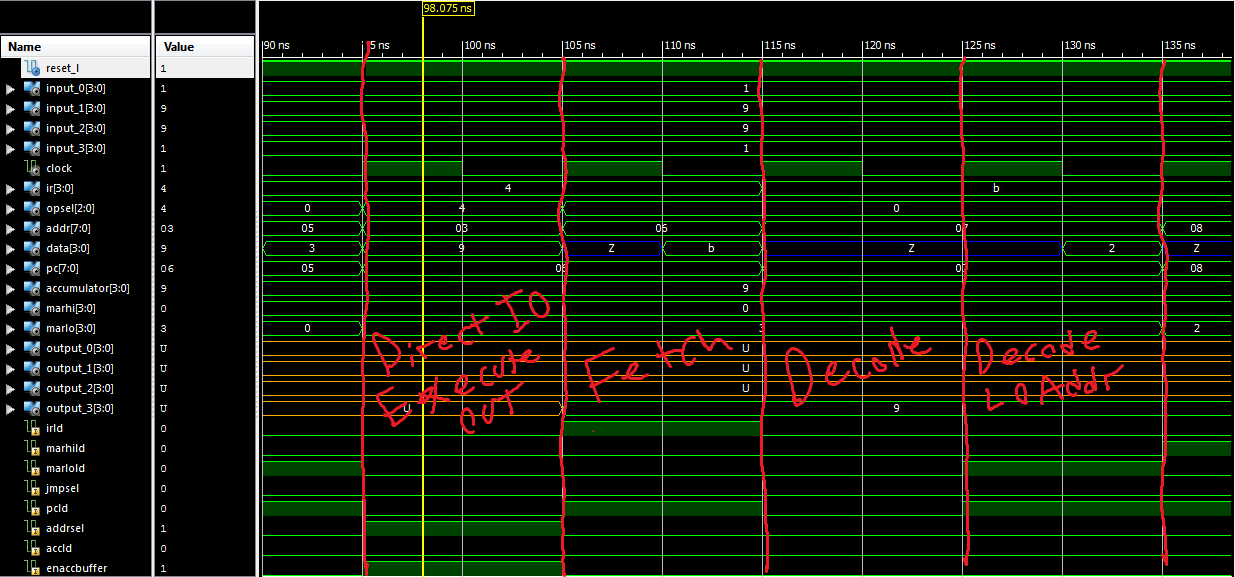 98.075 ns
Name Value
90 ns 95 ns 100 ns 105 ns 110 ns 115 ns 120 ns 125 ns 130 ns 135 ns
reset_l 1
input_0[3:0] 1 1
input_1[3:0] 9 9
input_2[3:0] 9 9
input_3[3:0] 1 1
clock 1
ir[3:0] 4 4 b
opsel[2:0] 4 0 4 0
addr[7:0] 03 05 03 06 07 08
data[3:0] 9 3 9 Z b Z 2 Z
pc[7:0] 06 05 06 07 08
accumulator[3:0] 9 9
marhi[3:0] 0 0
marlo[3:0] 3 0 3 2
output_0[3:0] U U
output_1[3:0] U U
output_2[3:0] U U
output_3[3:0] U U 9
irld 0
marhild 0
marlold 0
jmpsel 0
pcld 0
addrsel 1
accld 0
enaccbuffer 1
Direct IO
Execute
out
Fetch
Decode
Decode
Lo Addr